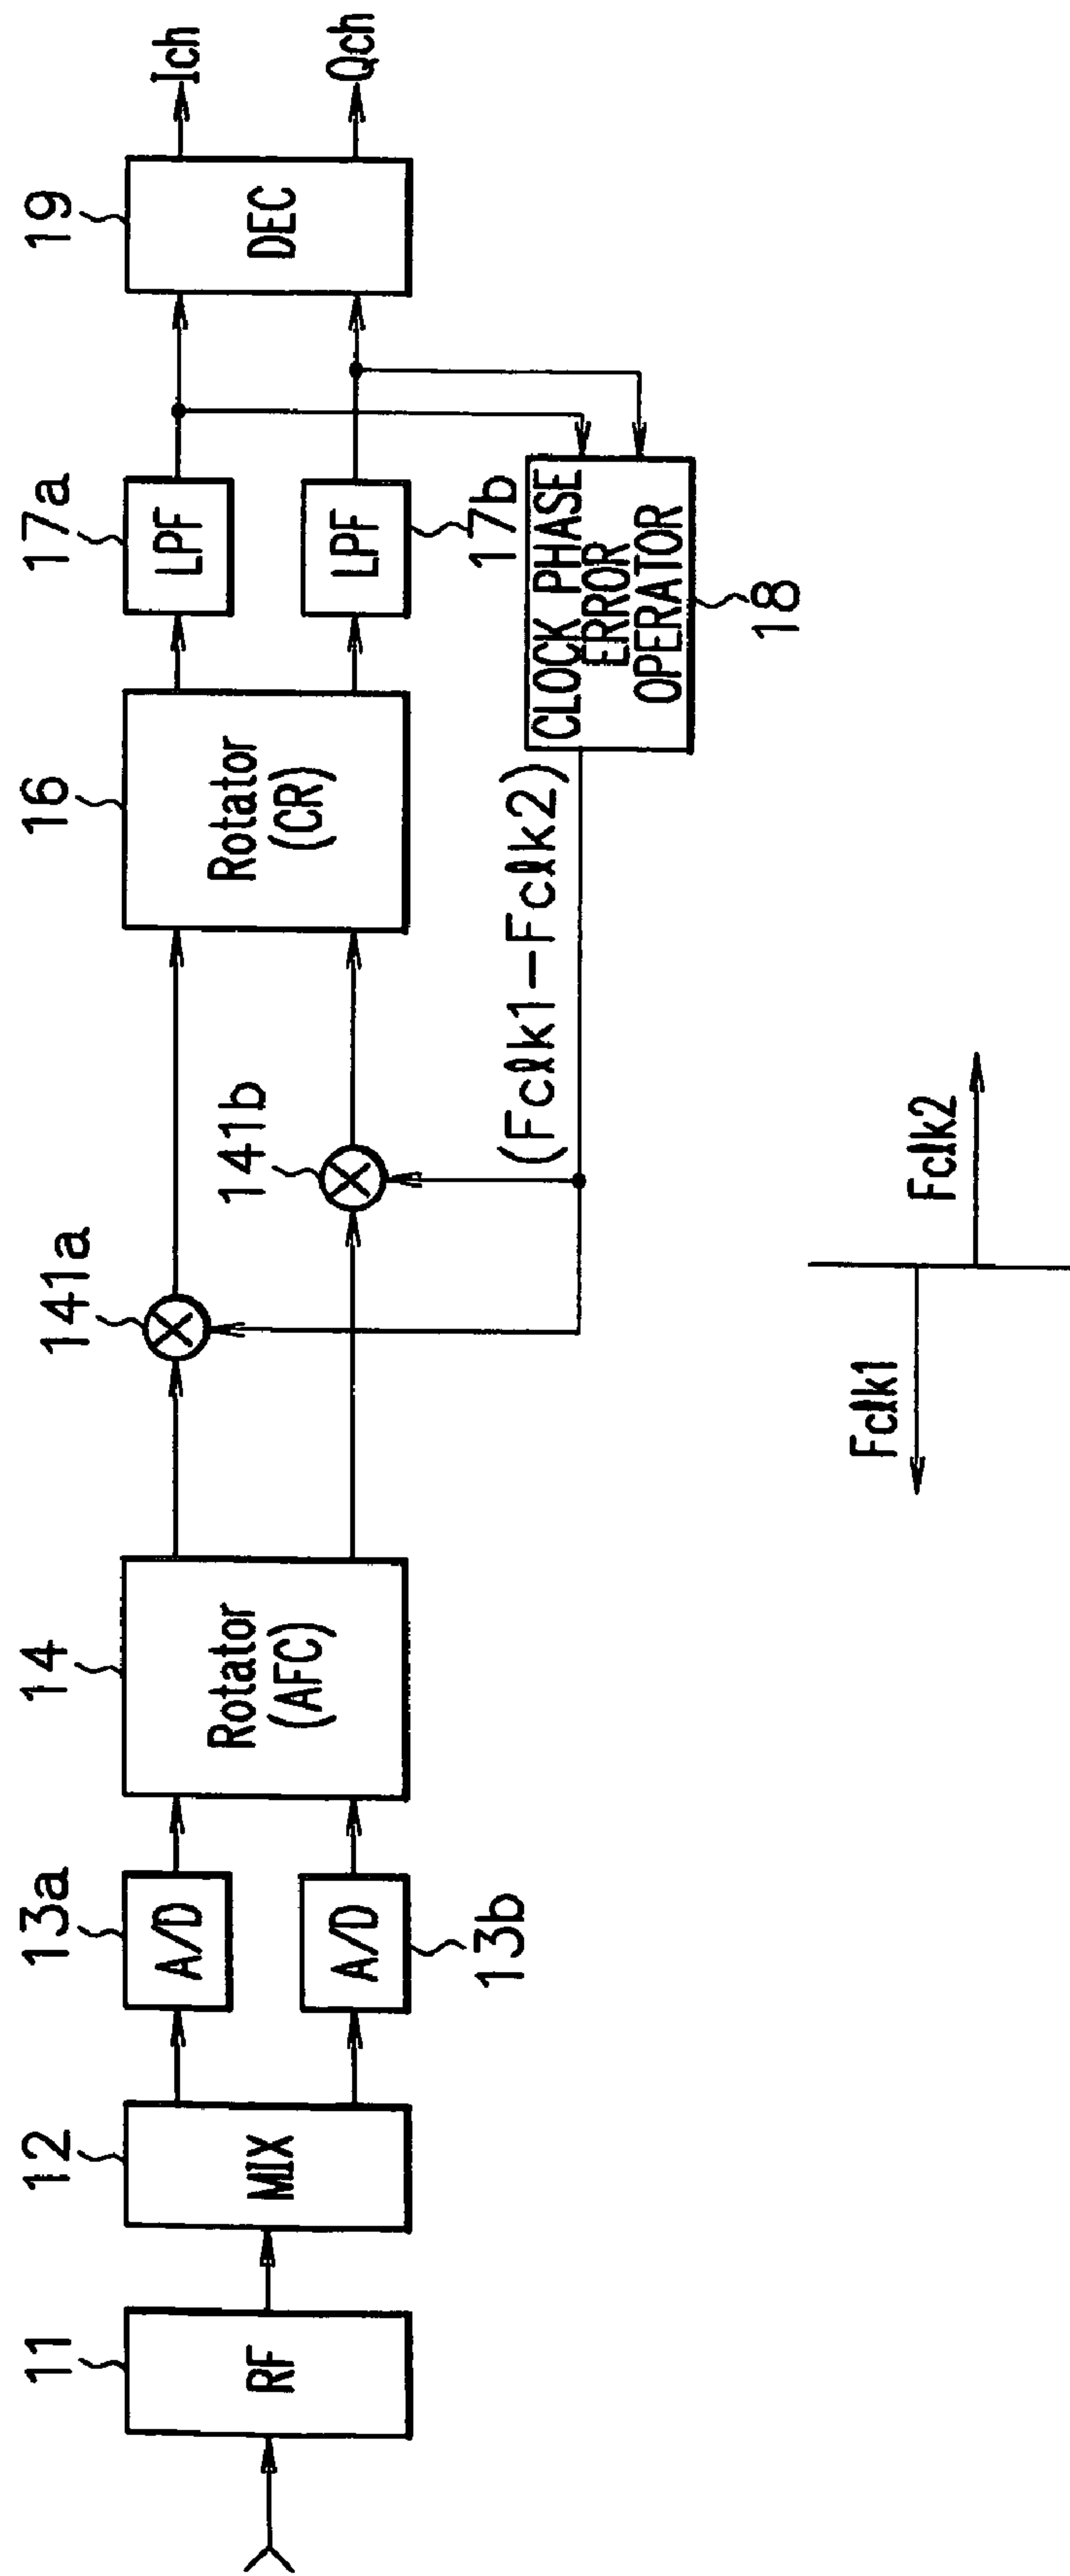 11
RF
12
MIX
13a
A/D
13b
A/D
14
Rotator
(AFC)
141a
141b
16
Rotator
(CR)
17a
LPF
17b
LPF
(Fclk1-Fclk2)
CLOCK PHASE
ERROR
OPERATOR
18
19
DEC
Ich
Qch
Fclk1
Fclk2